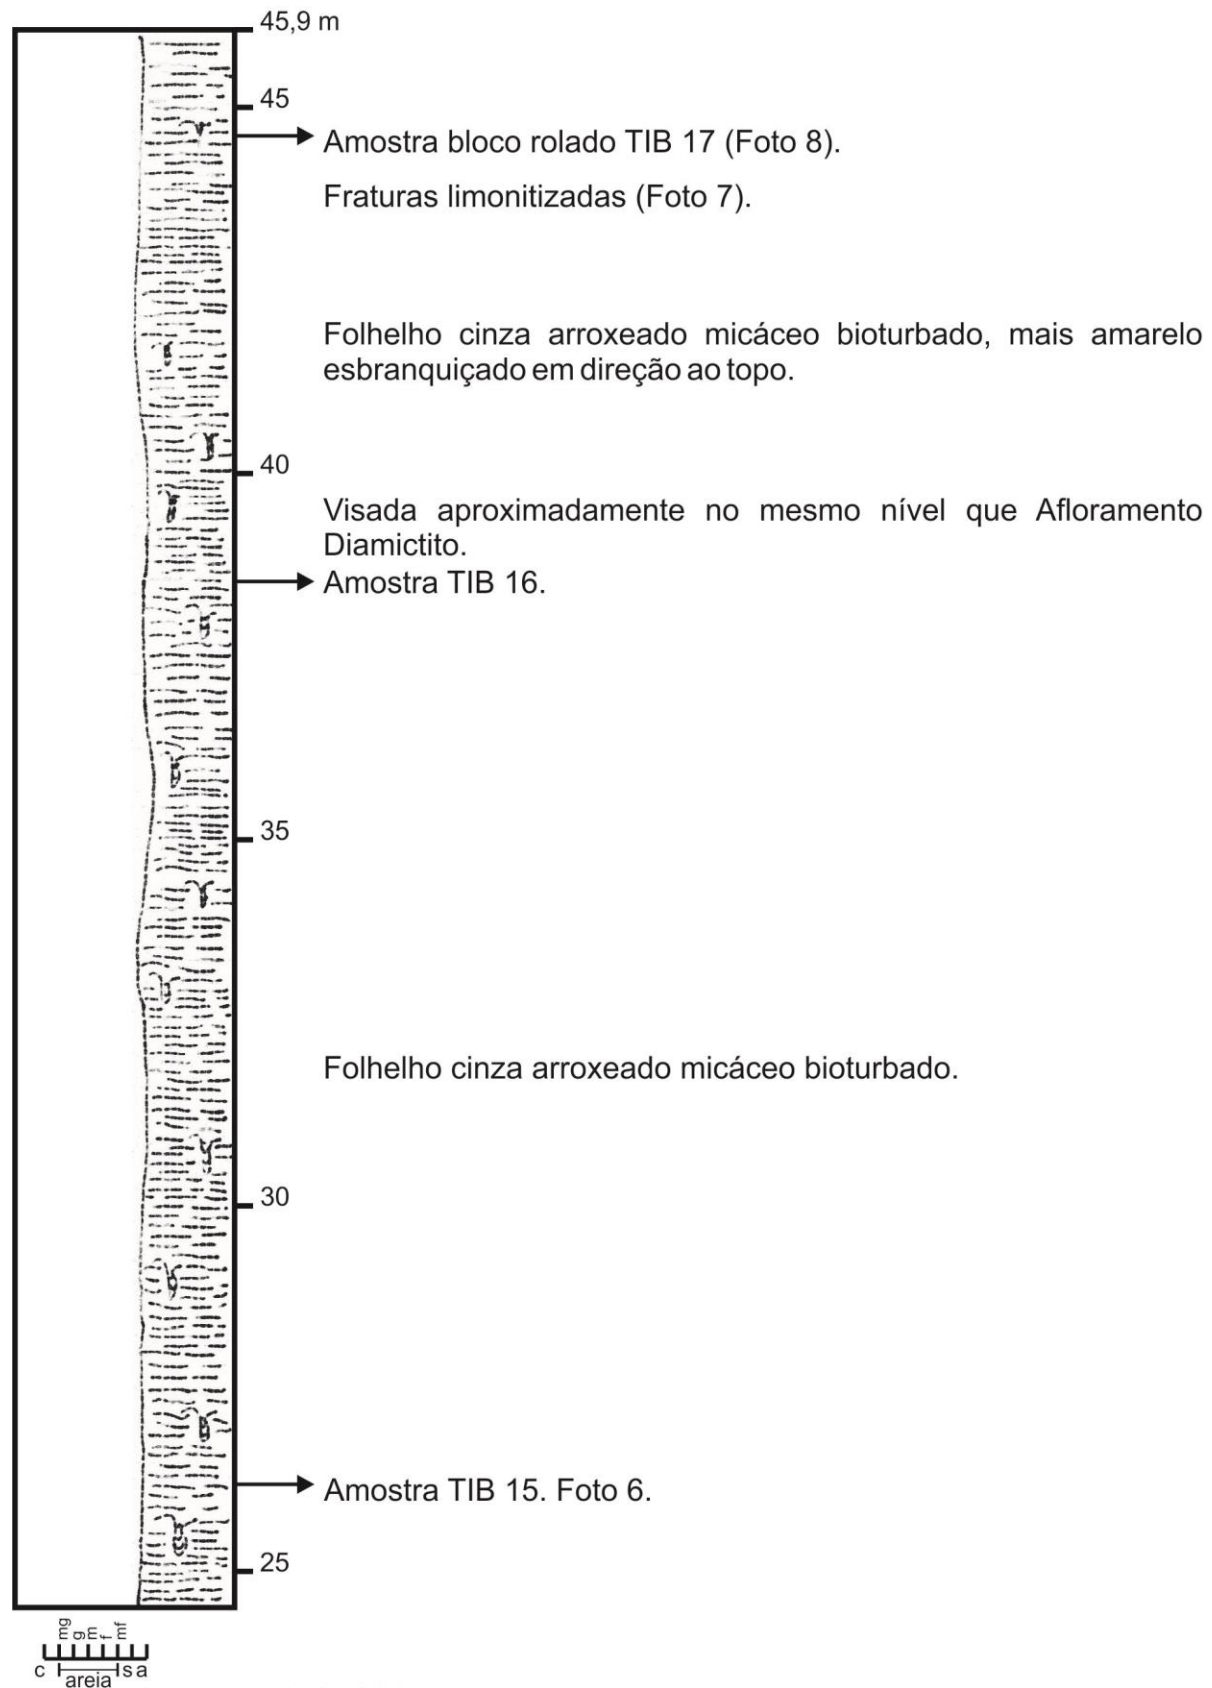 45,9 m
45
Amostra bloco rolado TIB 17 (Foto 8).
Fraturas limonitizadas (Foto 7).
Folhelho cinza arroxeado micáceo bioturbado, mais amarelo
esbranquiçado em direção ao topo.
40
Visada aproximadamente no mesmo nível que Afloramento
Diamictito.
Amostra TIB 16.
35
Folhelho cinza arroxeado micáceo bioturbado.
30
Amostra TIB 15. Foto 6.
25
mg g m f mf
c areia s a